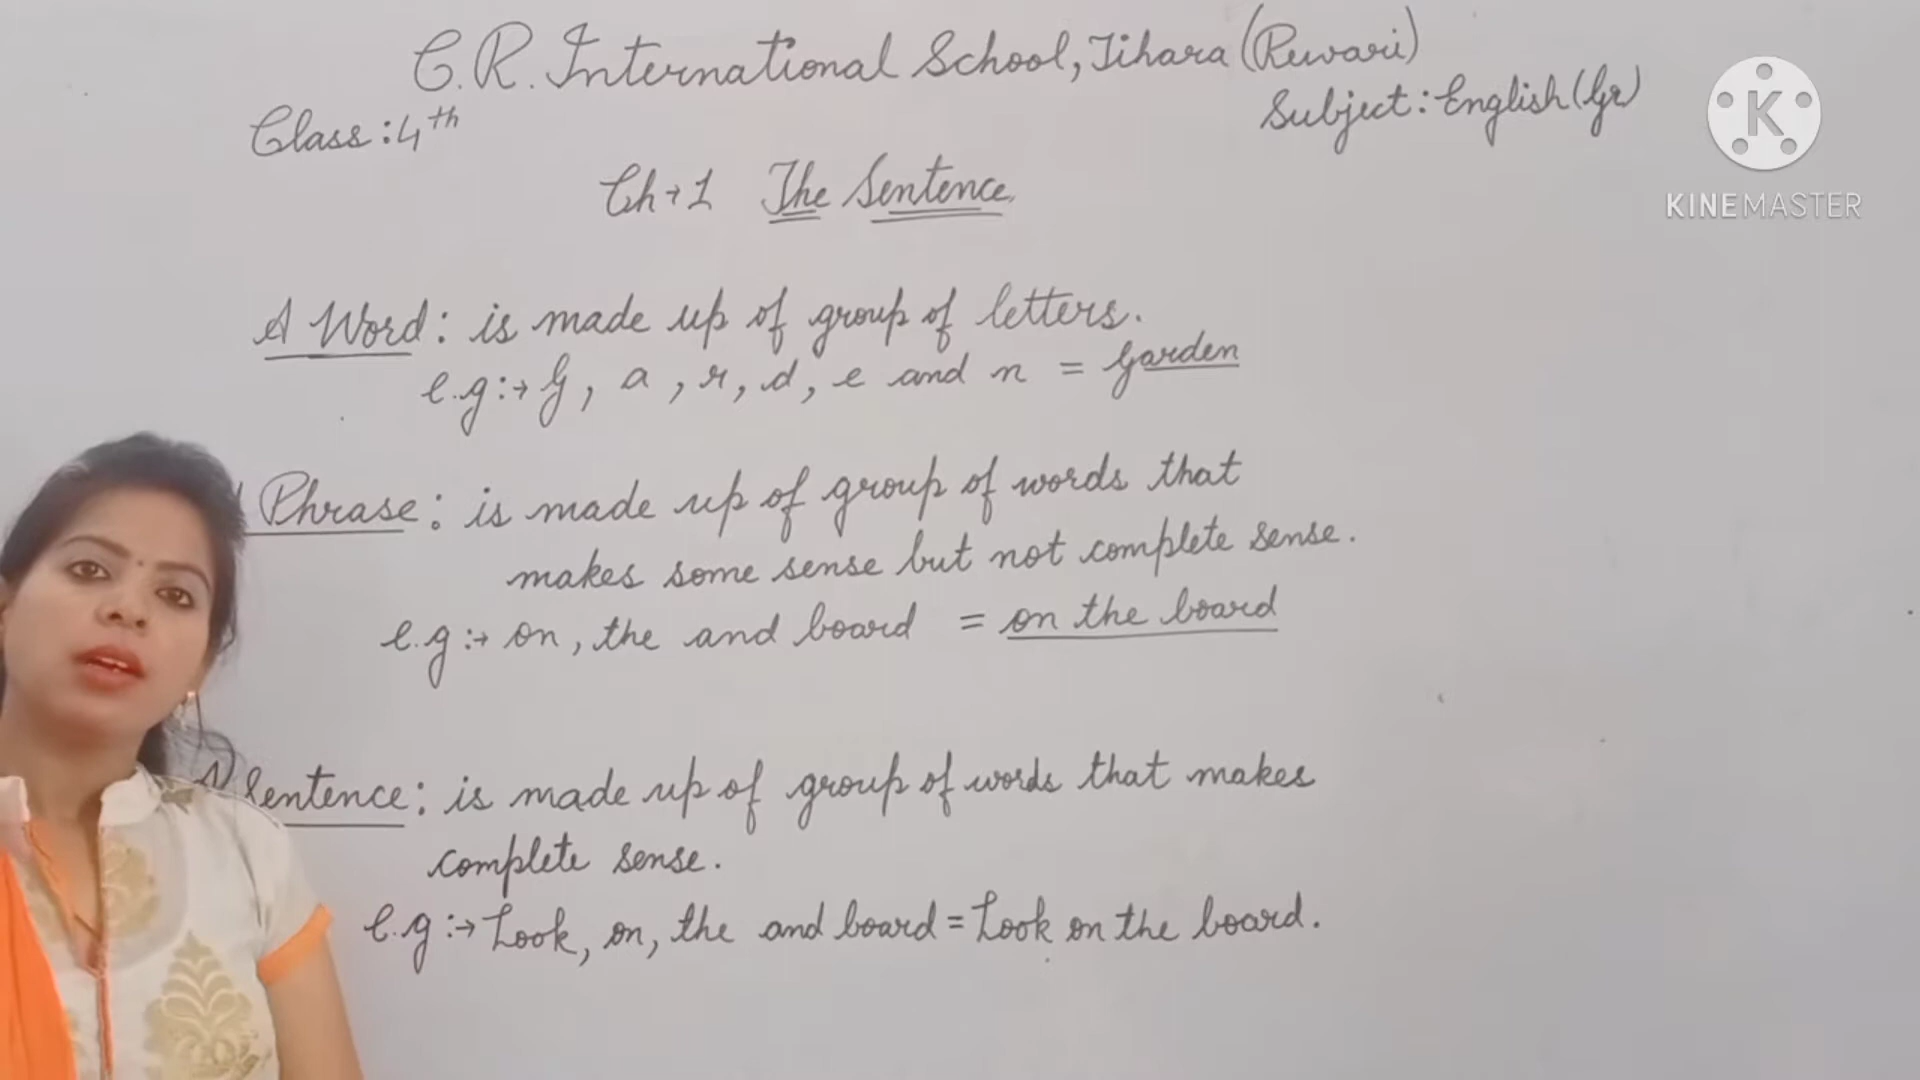 C.R. International School, Jihara (Rewari)
Class : 4th
Subject : English (Gr)
K
KINEMASTER
Ch → 1 The Sentence
A Word : is made up of group of letters.
e.g :→ G, a, r, d, e and n = Garden
A Phrase : is made up of group of words that
makes some sense but not complete sense.
e.g :→ on, the and board = on the board
A Sentence : is made up of group of words that makes
complete sense.
e.g :→ Look, on, the and board = Look on the board.